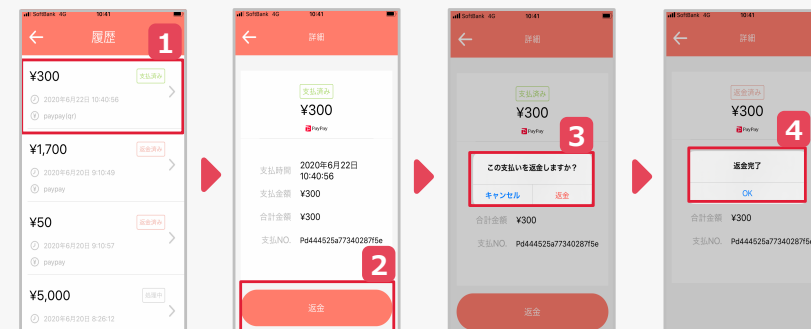 SoftBank 4G 10:41
履歴
1
¥300 支払済み
2020年6月22日 10:40:56
paypay(qr)
¥1,700 返金済み
2020年6月20日 9:10:49
paypay
¥50 返金済み
2020年6月20日 9:10:57
paypay
¥5,000
2020年6月20日 8:26:12
SoftBank 4G 10:41
詳細
支払済み
¥300
PayPay
支払時間 2020年6月22日
10:40:56
支払金額 ¥300
合計金額 ¥300
支払NO. Pd444525a77340287f5e
2
返金
SoftBank 4G 10:41
詳細
支払済み
¥300
PayPay
3
この支払いを返金しますか?
キャンセル 返金
合計金額 ¥300
支払NO. Pd444525a77340287f5e
返金
SoftBank 4G 10:41
詳細
返金済み
¥300
PayPay
4
返金完了
OK
合計金額 ¥300
支払NO. Pd444525a77340287f5e